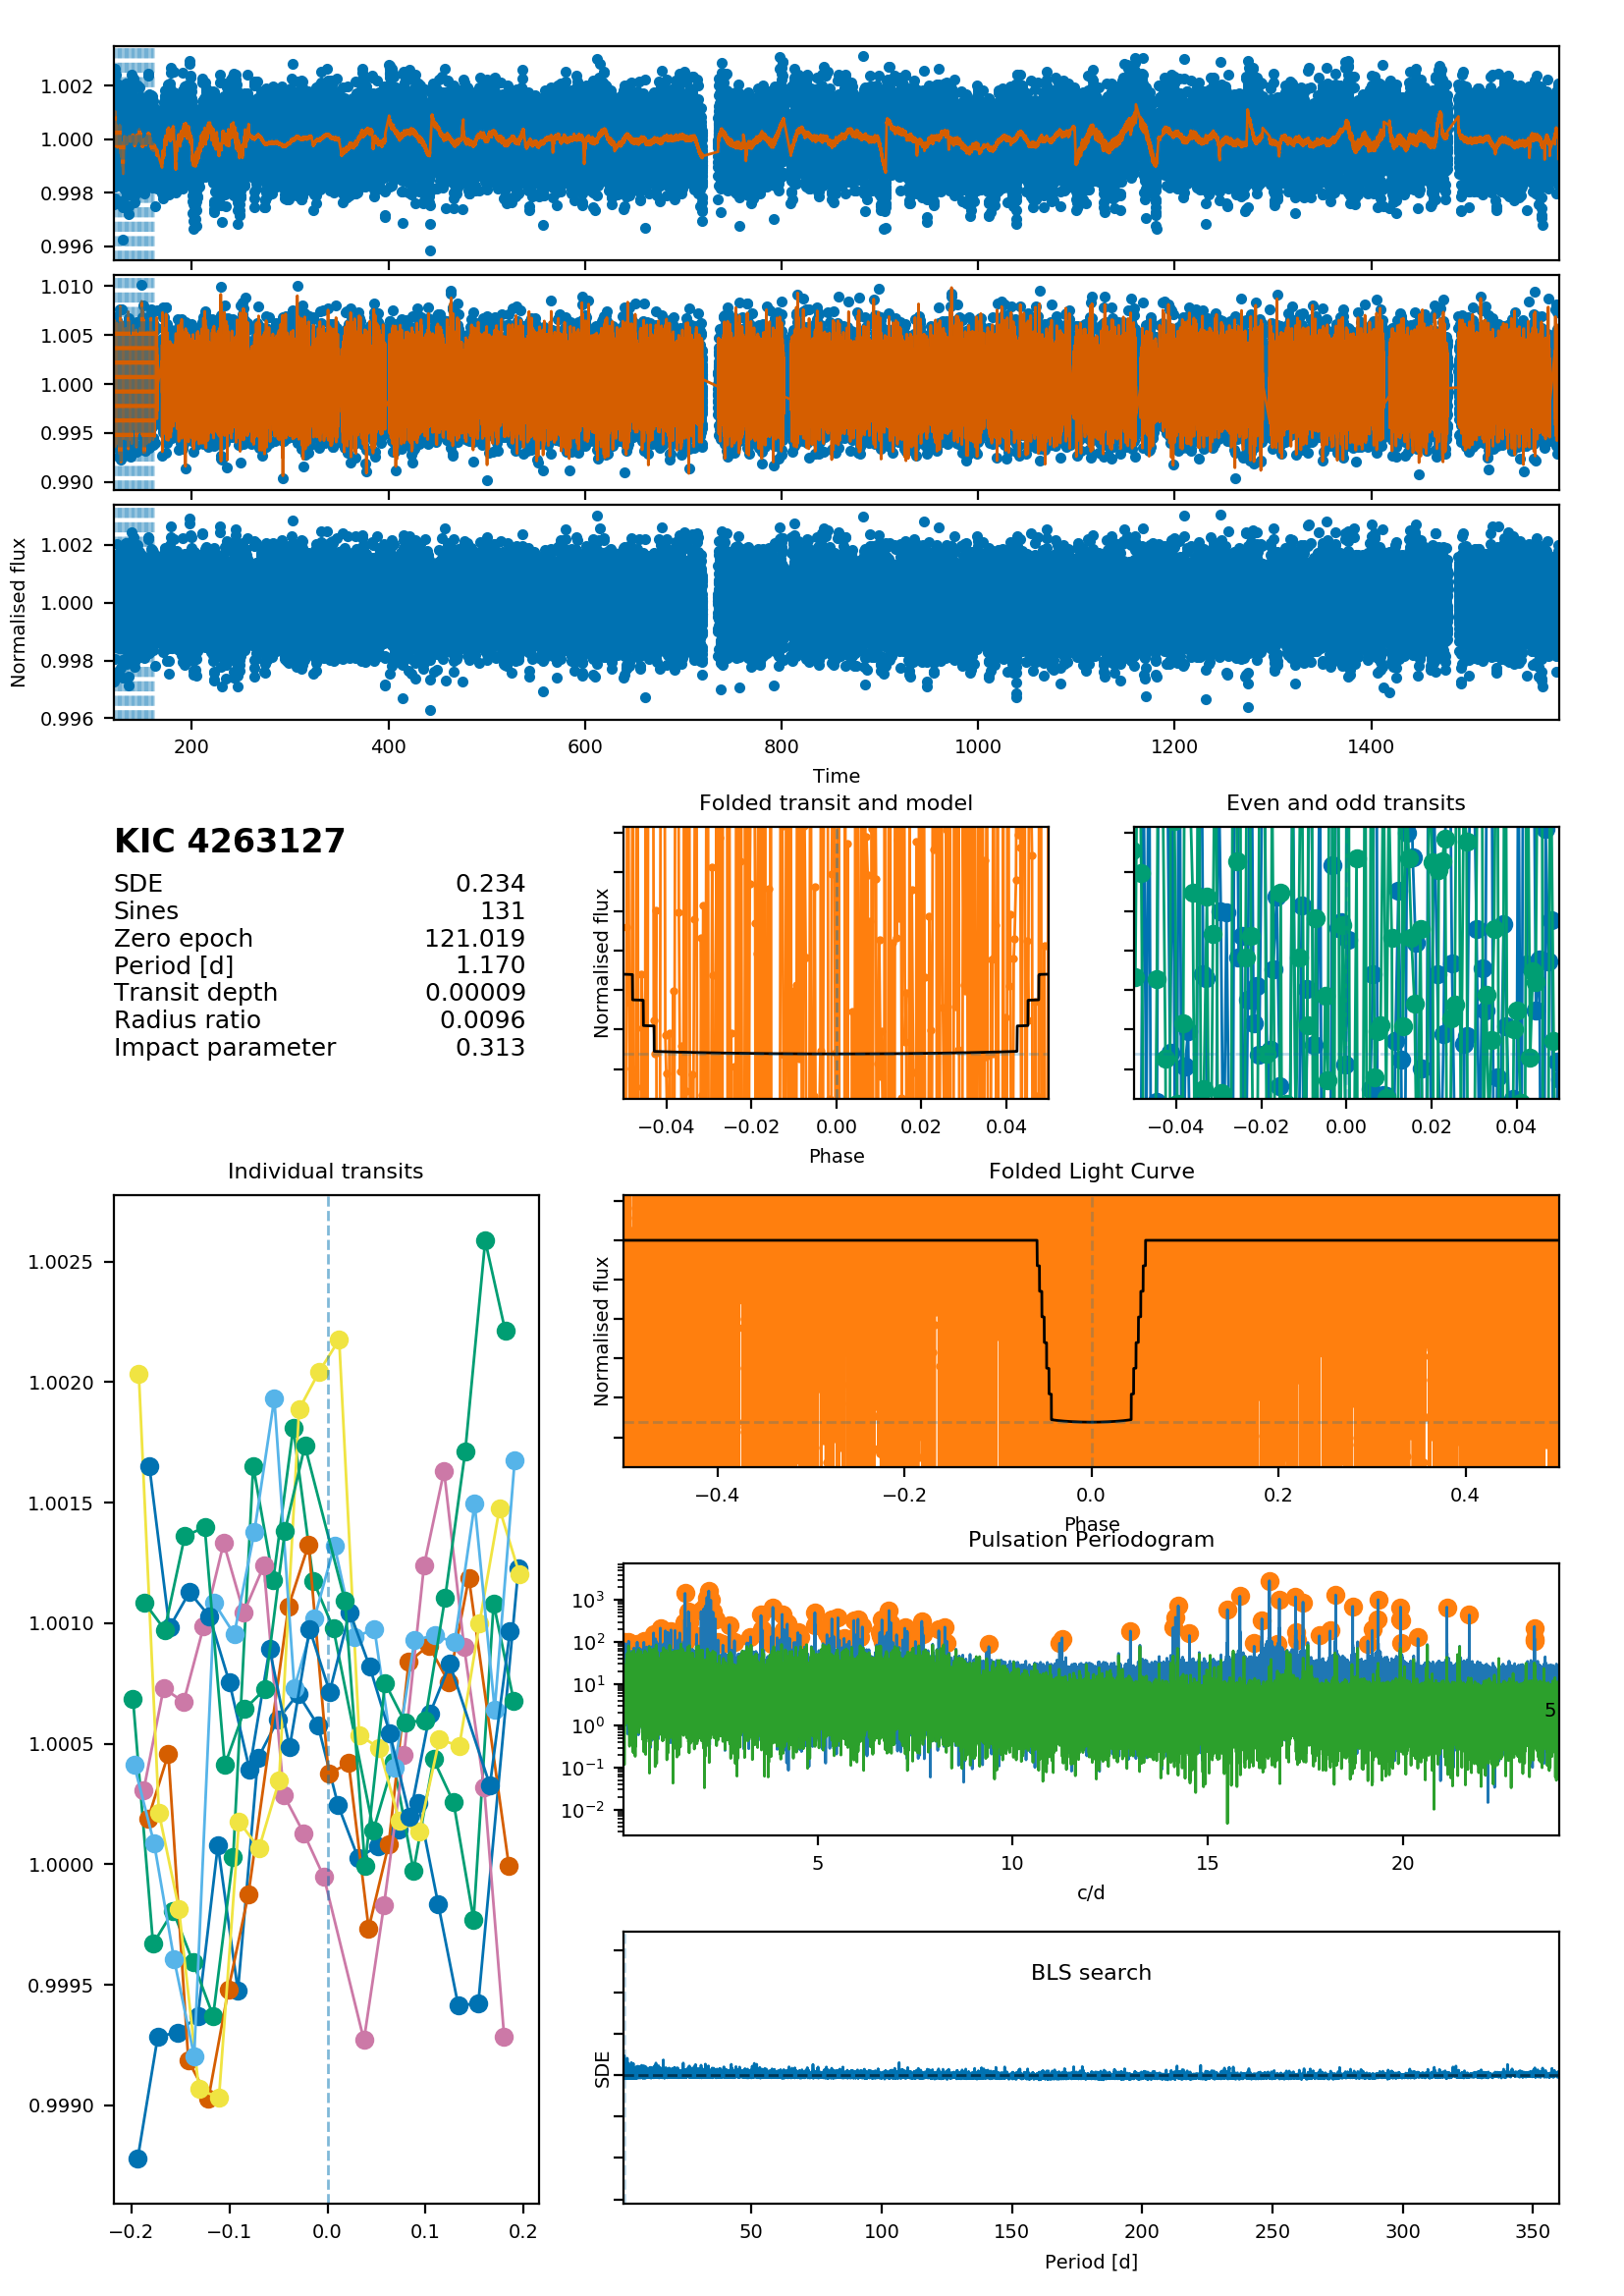 1.002
1.000
0.998
0.996
1.010
1.005
1.000
0.995
0.990
1.002
1.000
0.998
0.996
Normalised flux
200 400 600 800 1000 1200 1400
Time
KIC 4263127
SDE 0.234
Sines 131
Zero epoch 121.019
Period [d] 1.170
Transit depth 0.00009
Radius ratio 0.0096
Impact parameter 0.313
Folded transit and model
Normalised flux
−0.04 −0.02 0.00 0.02 0.04
Phase
Even and odd transits
−0.04 −0.02 0.00 0.02 0.04
Individual transits
1.0025
1.0020
1.0015
1.0010
1.0005
1.0000
0.9995
0.9990
−0.2 −0.1 0.0 0.1 0.2
Folded Light Curve
Normalised flux
−0.4 −0.2 0.0 0.2 0.4
Phase
Pulsation Periodogram
10³
10²
10¹
10⁰
10⁻¹
10⁻²
5
5 10 15 20
c/d
BLS search
SDE
50 100 150 200 250 300 350
Period [d]